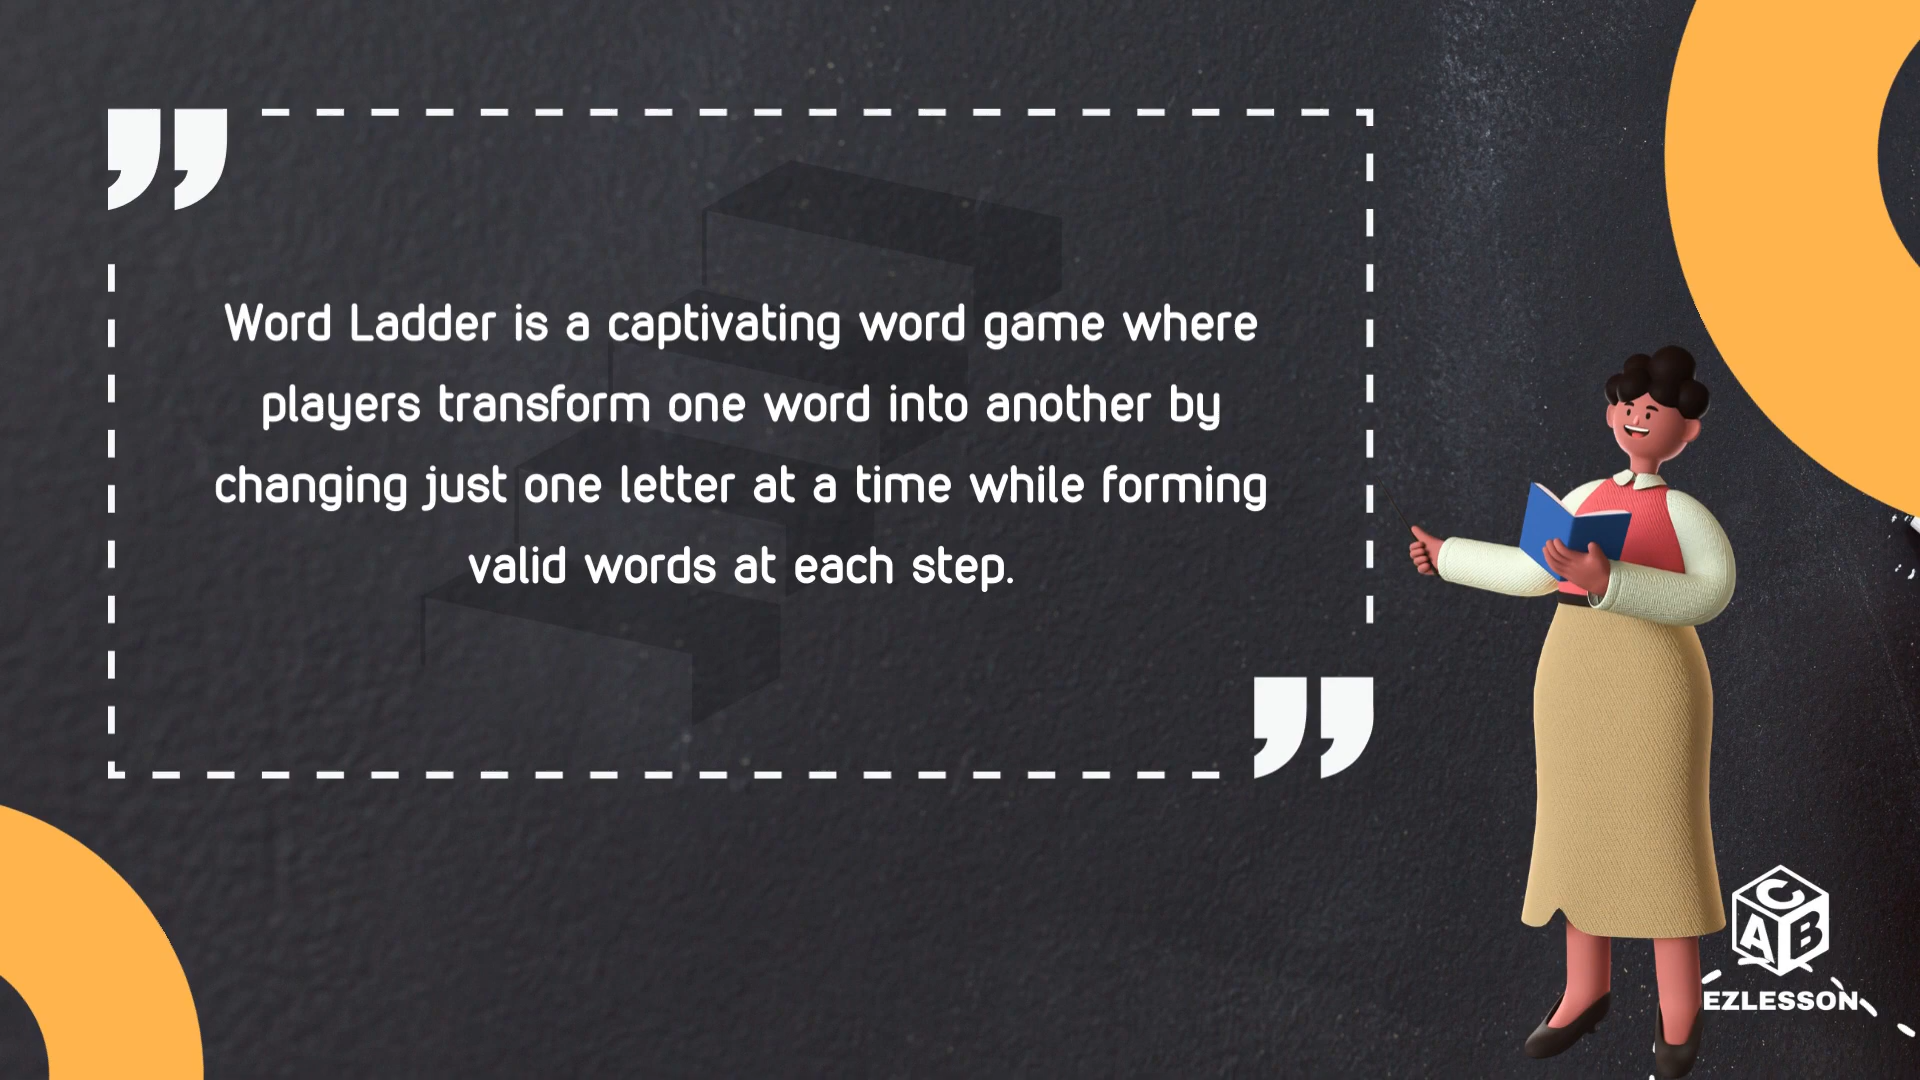 Word Ladder is a captivating word game where
players transform one word into another by
changing just one letter at a time while forming
valid words at each step.
C
A B
EZLESSON